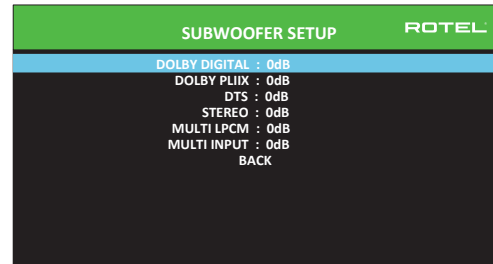 SUBWOOFER SETUP
ROTEL
DOLBY DIGITAL : 0dB
DOLBY PLIIX : 0dB
DTS : 0dB
STEREO : 0dB
MULTI LPCM : 0dB
MULTI INPUT : 0dB
BACK